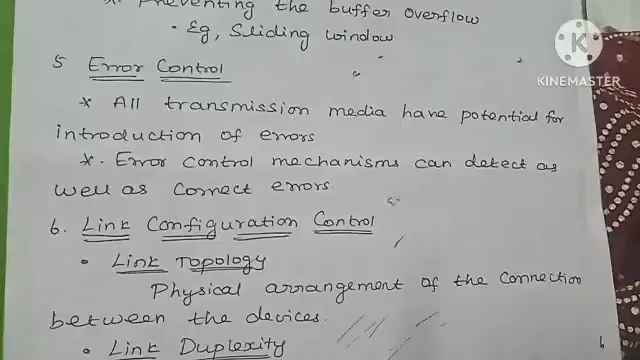 *. Preventing the buffer overflow
• Eg, Sliding window
KINEMASTER
5 Error Control
* All transmission media have potential for
introduction of errors
*. Error control mechanisms can detect as
well as correct errors
6. Link Configuration Control
• Link Topology
Physical arrangement of the connection
between the devices.
• Link Duplexity